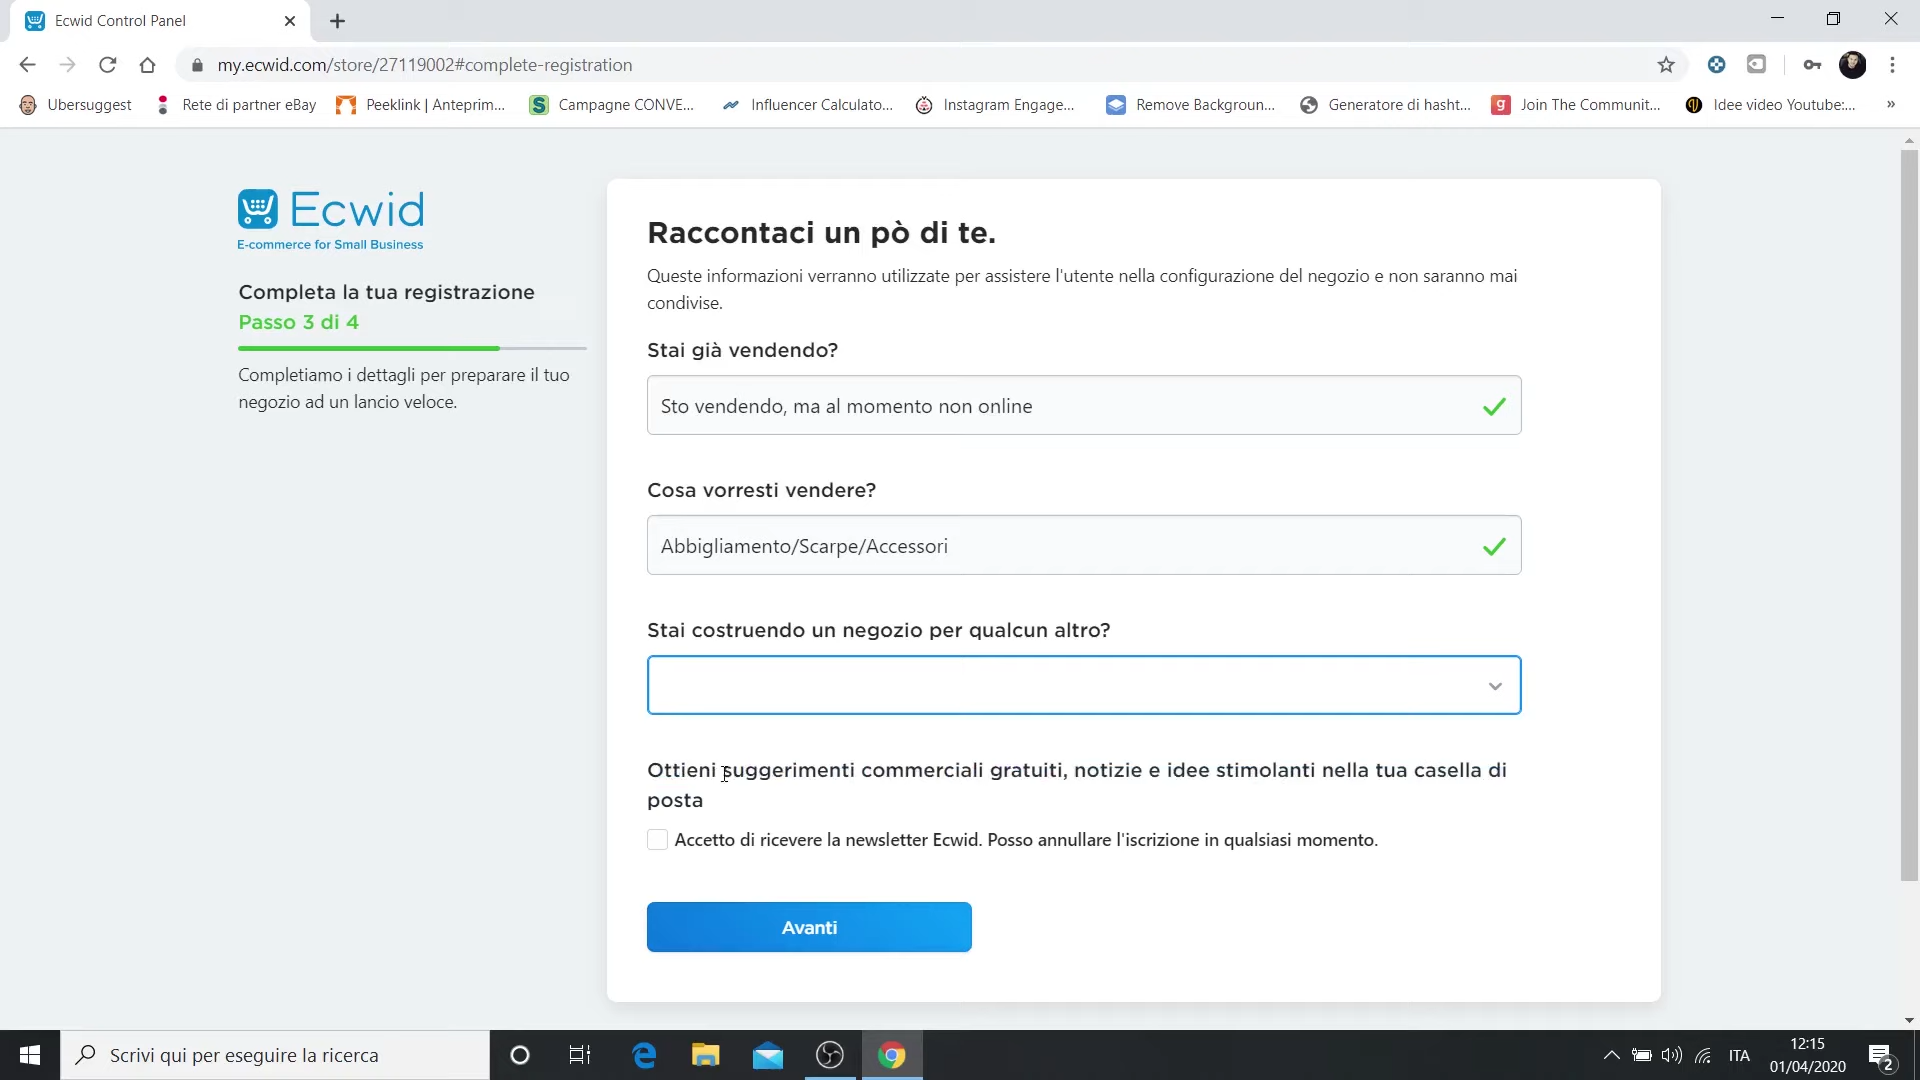 Ecwid Control Panel
my.ecwid.com/store/27119002#complete-registration
Ubersuggest
Rete di partner eBay
Peeklink | Anteprim...
Campagne CONVE...
Influencer Calculato...
Instagram Engage...
Remove Backgroun...
Generatore di hasht...
Join The Communit...
Idee video Youtube:...
»
Ecwid
E-commerce for Small Business
Completa la tua registrazione
Passo 3 di 4
Completiamo i dettagli per preparare il tuo
negozio ad un lancio veloce.
Raccontaci un pò di te.
Queste informazioni verranno utilizzate per assistere l'utente nella configurazione del negozio e non saranno mai
condivise.
Stai già vendendo?
Sto vendendo, ma al momento non online
Cosa vorresti vendere?
Abbigliamento/Scarpe/Accessori
Stai costruendo un negozio per qualcun altro?
Ottieni suggerimenti commerciali gratuiti, notizie e idee stimolanti nella tua casella di
posta
Accetto di ricevere la newsletter Ecwid. Posso annullare l'iscrizione in qualsiasi momento.
Avanti
Scrivi qui per eseguire la ricerca
ITA
12:15
01/04/2020
2